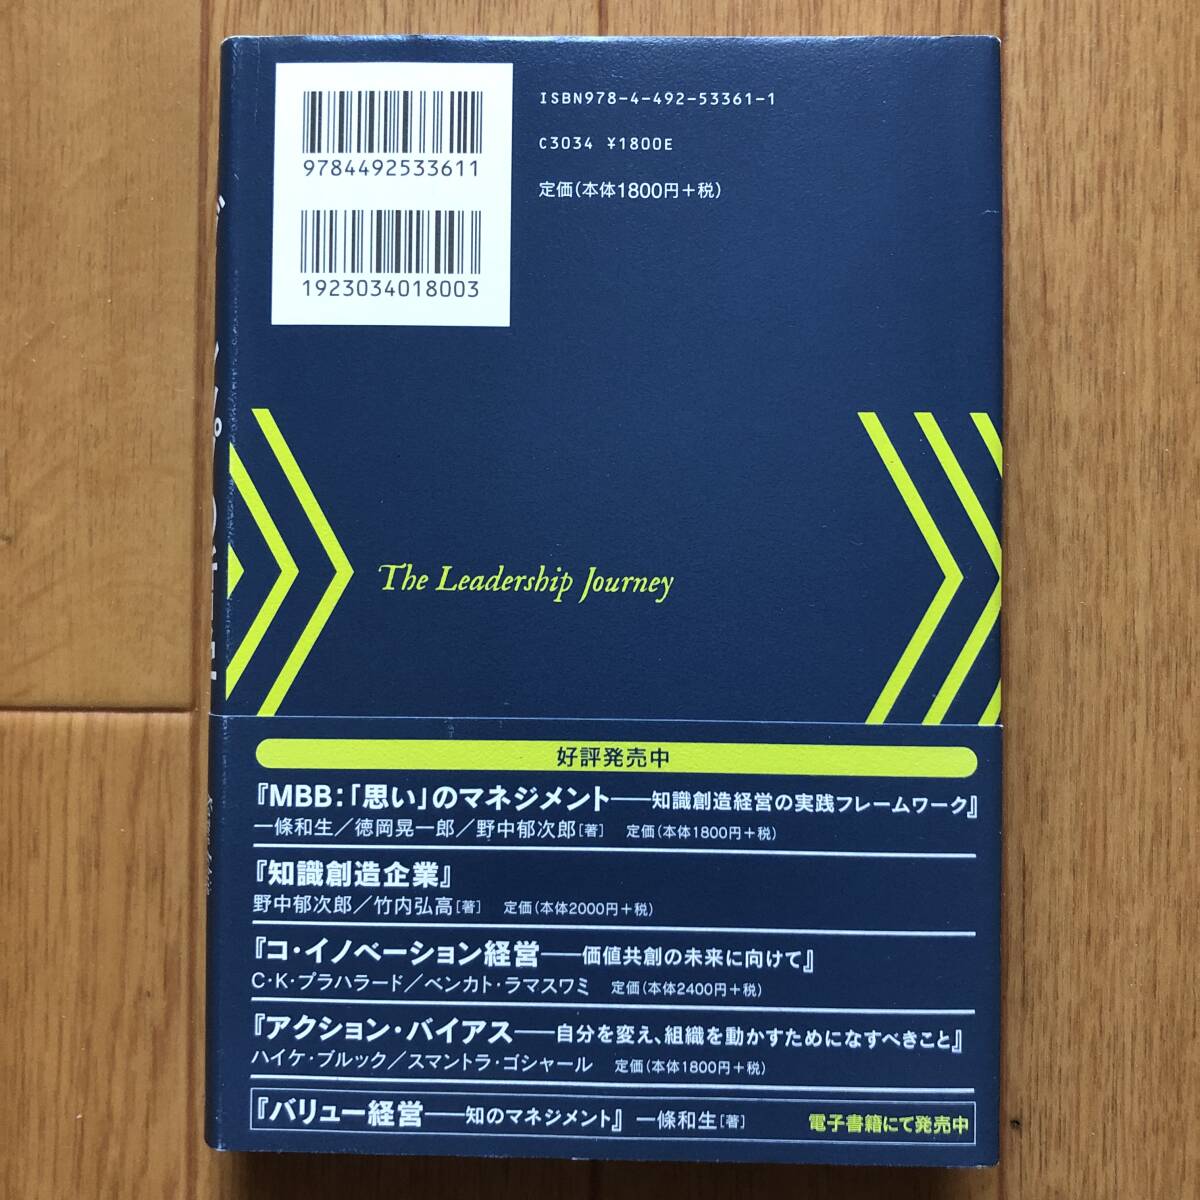 9784492533611
1923034018003
ISBN978-4-492-53361-1
C3034 ¥1800E
定価(本体1800円+税)
The Leadership Journey
好評発売中
『MBB:「思い」のマネジメント──知識創造経営の実践フレームワーク』
一條和生/徳岡晃一郎/野中郁次郎[著] 定価(本体1800円+税)
『知識創造企業』
野中郁次郎/竹内弘高[著] 定価(本体2000円+税)
『コ・イノベーション経営──価値共創の未来に向けて』
C・K・プラハラード/ベンカト・ラマスワミ 定価(本体2400円+税)
『アクション・バイアス──自分を変え、組織を動かすためになすべきこと』
ハイケ・ブルック/スマントラ・ゴシャール 定価(本体1800円+税)
『バリュー経営──知のマネジメント』 一條和生[著] 電子書籍にて発売中